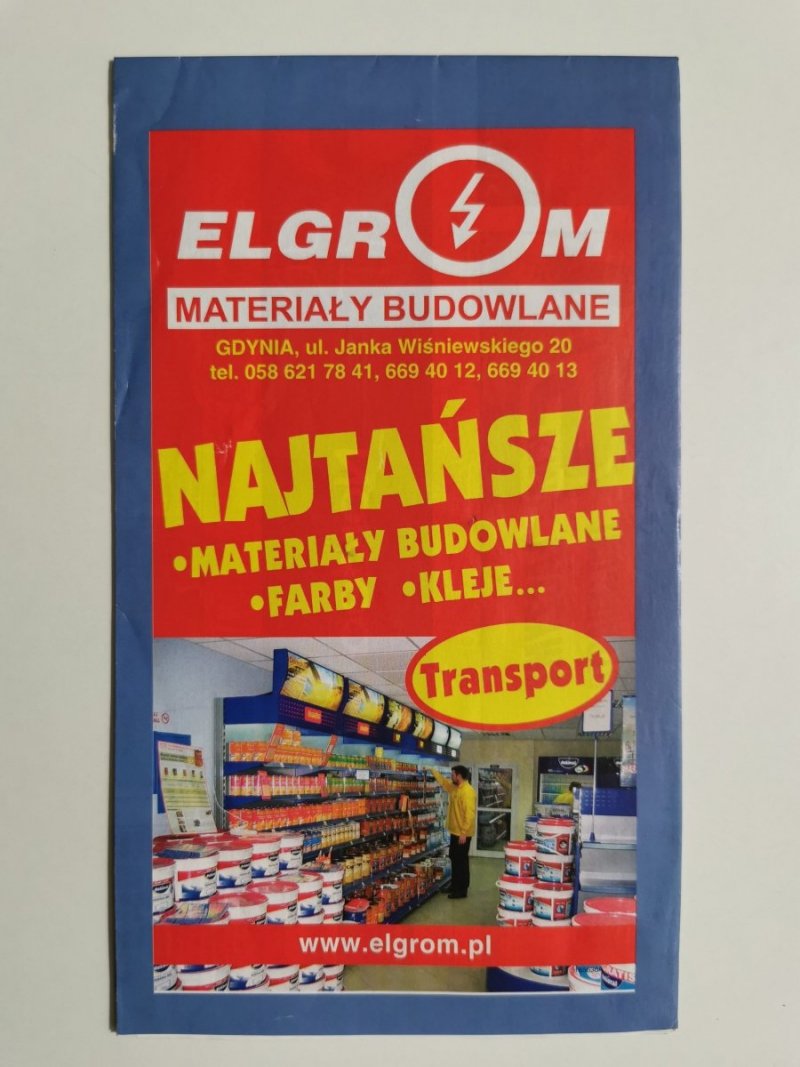 ELGROM
MATERIAŁY BUDOWLANE
GDYNIA, ul. Janka Wiśniewskiego 20
tel. 058 621 78 41, 669 40 12, 669 40 13
NAJTAŃSZE
•MATERIAŁY BUDOWLANE
•FARBY •KLEJE...
Transport
www.elgrom.pl